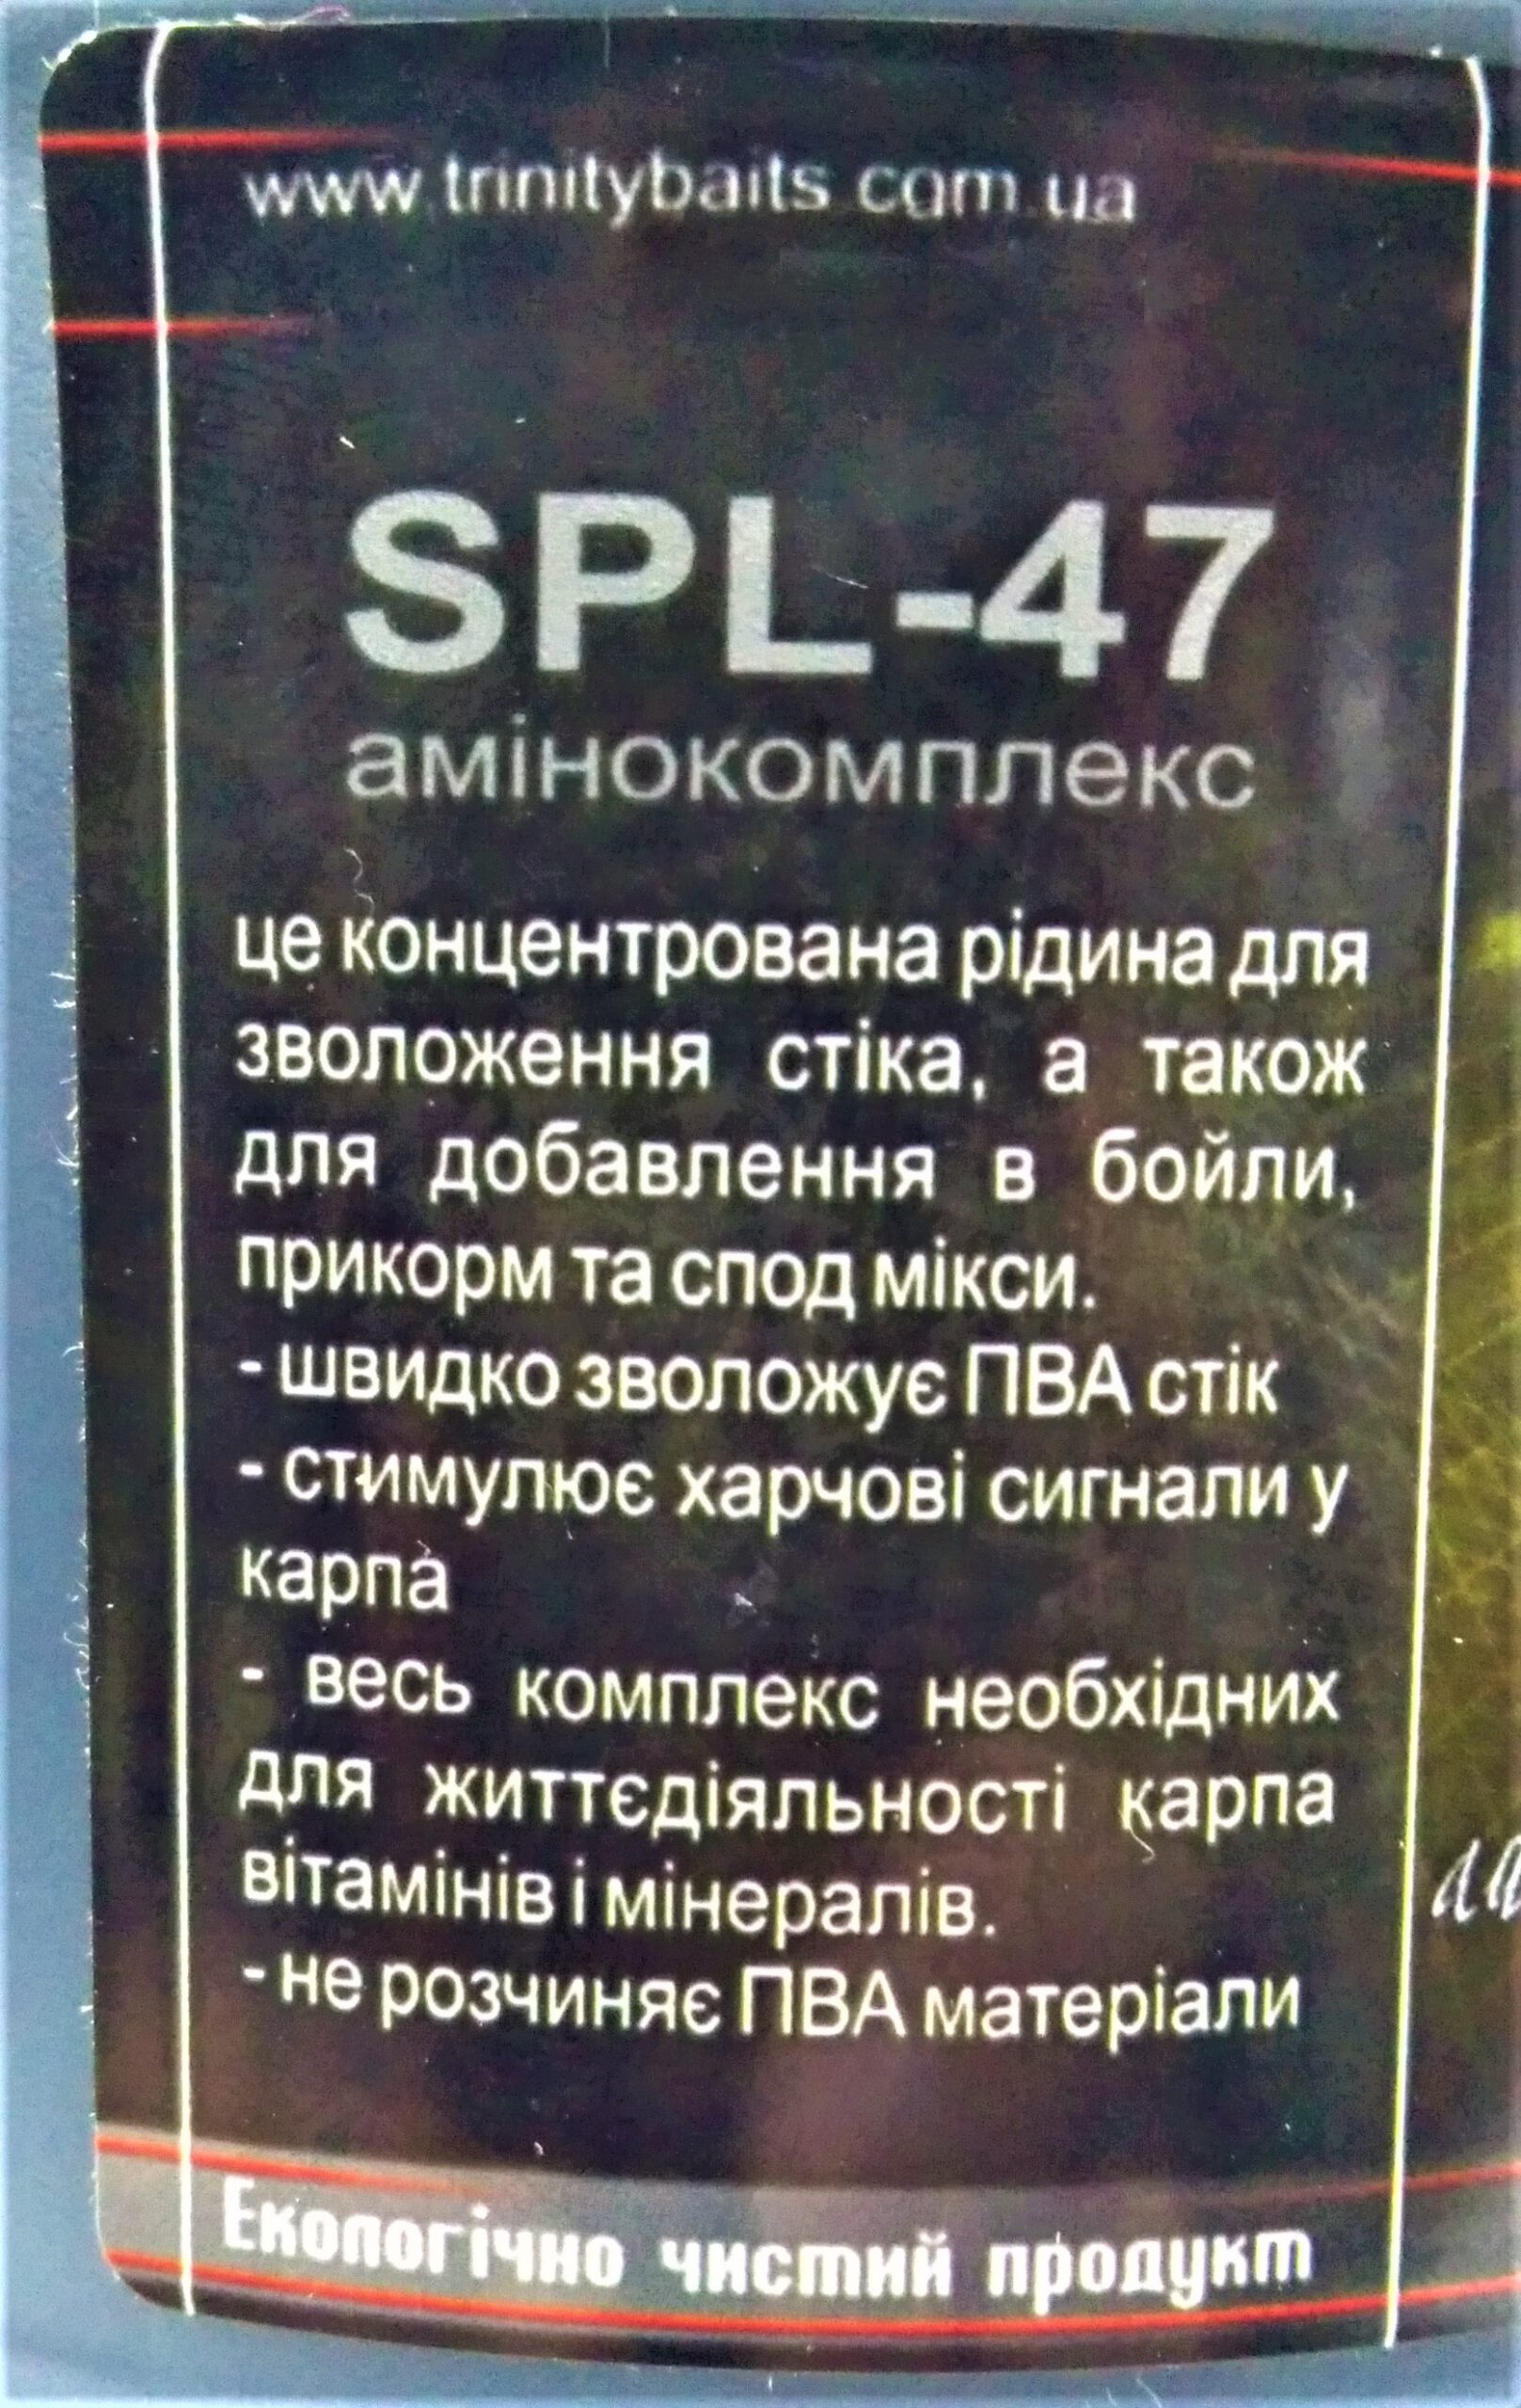 www.trinitybaits.com.ua
SPL-47
амінокомплекс
це концентрована рідина для
зволоження стіка, а також
для добавлення в бойли,
прикорм та спод мікси.
- швидко зволожує ПВА стік
- стимулює харчові сигнали у
карпа
- весь комплекс необхідних
для життєдіяльності карпа
вітамінів і мінералів.
- не розчиняє ПВА матеріали
Екологічно чистий продукт